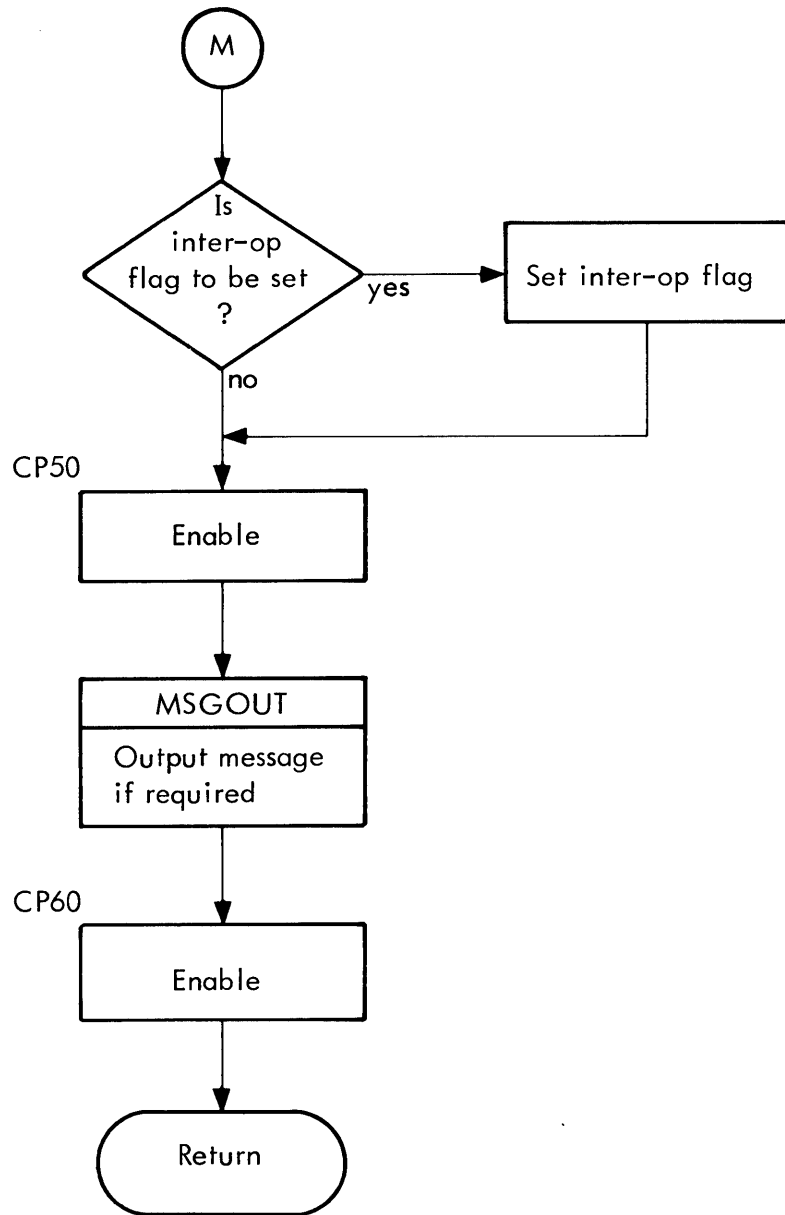 M
Is
inter-op
flag to be set
?
yes
Set inter-op flag
no
CP50
Enable
MSGOUT
Output message
if required
CP60
Enable
Return